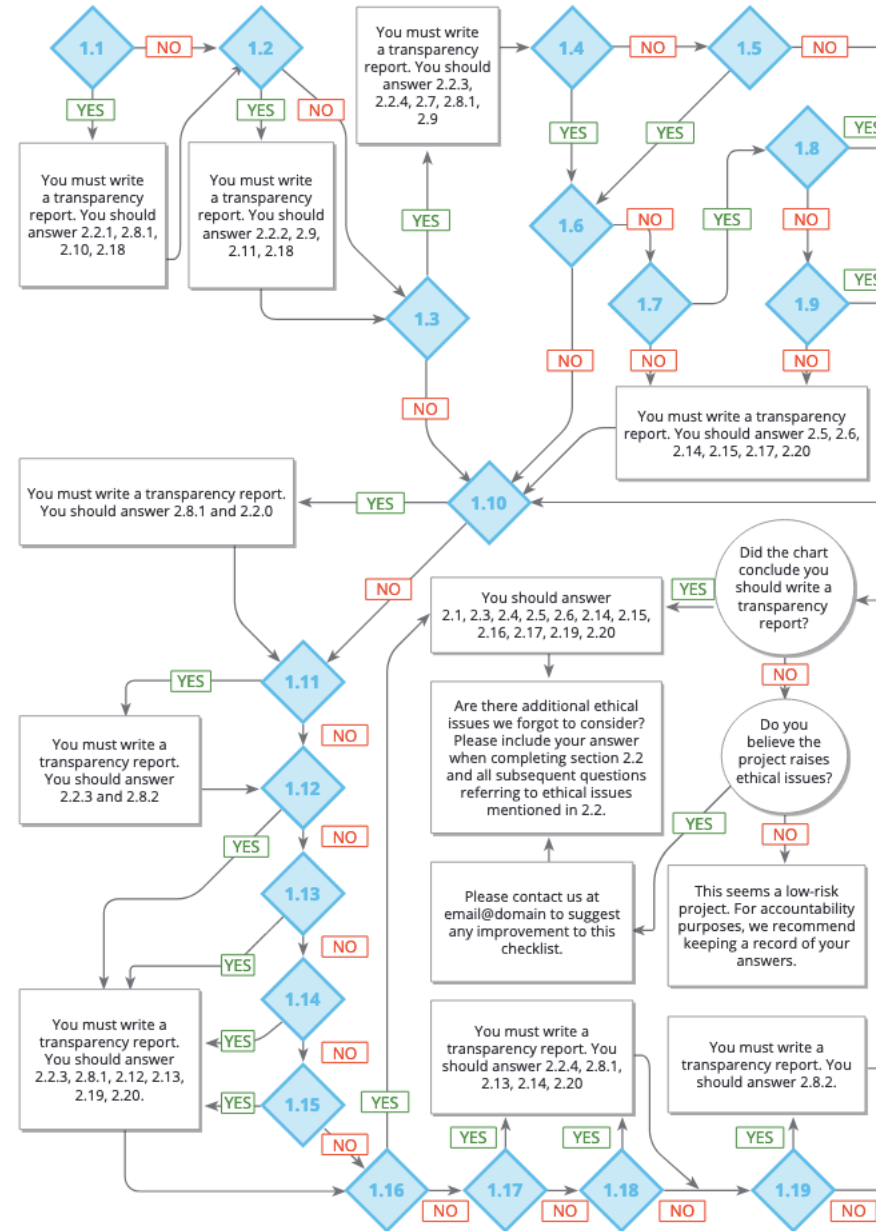 1.1
NO
1.2
YES
YES
NO
You must write
a transparency
report. You should
answer 2.2.1, 2.8.1,
2.10, 2.18
You must write
a transparency
report. You should
answer 2.2.2, 2.9,
2.11, 2.18
You must write
a transparency
report. You should
answer 2.2.3,
2.2.4, 2.7, 2.8.1,
2.9
YES
1.3
NO
1.4
NO
1.5
NO
YES
YES
1.6
NO
NO
1.7
YES
NO
1.8
YES
NO
1.9
YES
NO
You must write a transparency
report. You should answer 2.5, 2.6,
2.14, 2.15, 2.17, 2.20
1.10
YES
You must write a transparency report.
You should answer 2.8.1 and 2.2.0
NO
1.11
YES
NO
You must write a
transparency report.
You should answer
2.2.3 and 2.8.2
1.12
YES
NO
1.13
YES
NO
1.14
YES
NO
1.15
YES
NO
You must write a
transparency report.
You should answer
2.2.3, 2.8.1, 2.12, 2.13,
2.19, 2.20.
Did the chart
conclude you
should write a
transparency
report?
YES
You should answer
2.1, 2.3, 2.4, 2.5, 2.6, 2.14, 2.15,
2.16, 2.17, 2.19, 2.20
NO
Are there additional ethical
issues we forgot to consider?
Please include your answer
when completing section 2.2
and all subsequent questions
referring to ethical issues
mentioned in 2.2.
Do you
believe the
project raises
ethical issues?
YES
NO
Please contact us at
email@domain to suggest
any improvement to this
checklist.
This seems a low-risk
project. For accountability
purposes, we recommend
keeping a record of your
answers.
You must write a
transparency report. You
should answer 2.2.4, 2.8.1,
2.13, 2.14, 2.20
You must write a
transparency report. You
should answer 2.8.2.
YES
1.16
NO
YES
1.17
NO
YES
1.18
NO
YES
1.19
NO